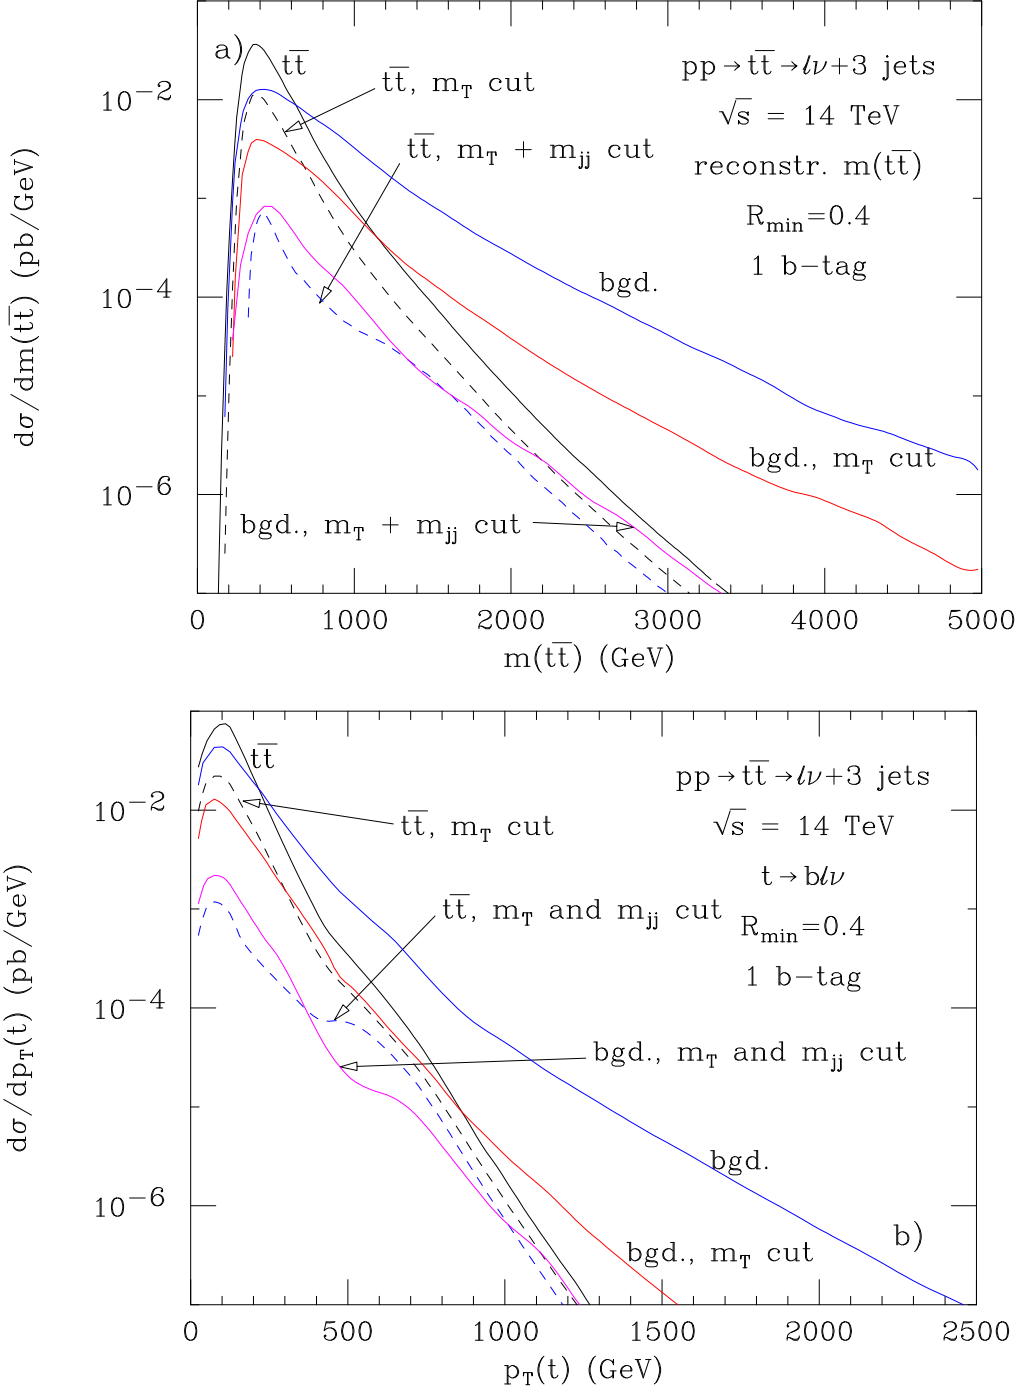 a)
tt̅
tt̅, m_T cut
tt̅, m_T + m_jj cut
pp→tt̅→lν+3 jets
√s = 14 TeV
reconstr. m(tt̅)
R_min=0.4
1 b−tag
bgd.
bgd., m_T cut
bgd., m_T + m_jj cut
10^−2
10^−4
10^−6
dσ/dm(tt̅) (pb/GeV)
0 1000 2000 3000 4000 5000
m(tt̅) (GeV)
tt̅
tt̅, m_T cut
tt̅, m_T and m_jj cut
pp→tt̅→lν+3 jets
√s = 14 TeV
t→blν
R_min=0.4
1 b−tag
bgd., m_T and m_jj cut
bgd.
bgd., m_T cut
b)
10^−2
10^−4
10^−6
dσ/dp_T(t) (pb/GeV)
0 500 1000 1500 2000 2500
p_T(t) (GeV)